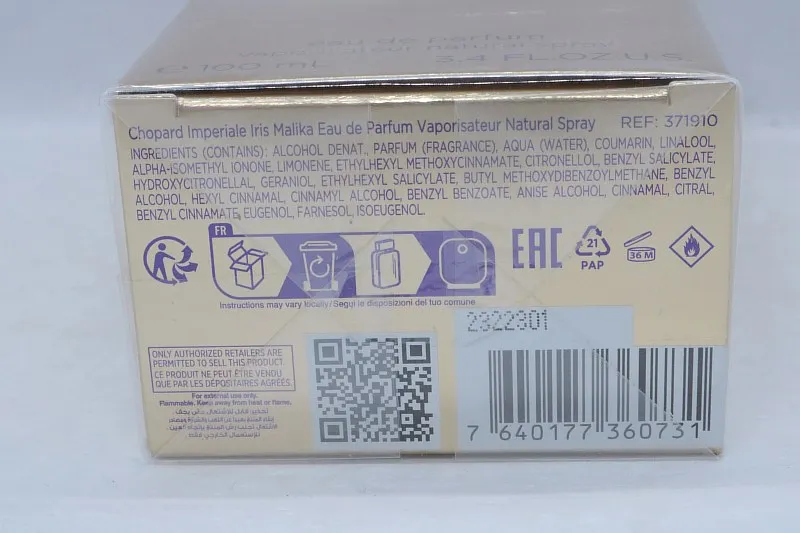 eau de parfum
vaporisateur natural spray
e 100 mL 3.4 FL.OZ U.S.
Chopard Imperiale Iris Malika Eau de Parfum Vaporisateur Natural Spray REF: 371910
INGREDIENTS (CONTAINS): ALCOHOL DENAT., PARFUM (FRAGRANCE), AQUA (WATER), COUMARIN, LINALOOL,
ALPHA-ISOMETHYL IONONE, LIMONENE, ETHYLHEXYL METHOXYCINNAMATE, CITRONELLOL, BENZYL SALICYLATE,
HYDROXYCITRONELLAL, GERANIOL, ETHYLHEXYL SALICYLATE, BUTYL METHOXYDIBENZOYLMETHANE, BENZYL
ALCOHOL, HEXYL CINNAMAL, CINNAMYL ALCOHOL, BENZYL BENZOATE, ANISE ALCOHOL, CINNAMAL, CITRAL,
BENZYL CINNAMATE, EUGENOL, FARNESOL, ISOEUGENOL.
FR
EAC
21
PAP
36 M
Instructions may vary locally / Segui le disposizioni del tuo comune
2322301
ONLY AUTHORIZED RETAILERS ARE
PERMITTED TO SELL THIS PRODUCT.
CE PRODUIT NE PEUT ÊTRE VENDU
QUE PAR LES DÉPOSITAIRES AGRÉÉS.
For external use only.
Flammable. Keep away from heat or flame.
7 640177 360731